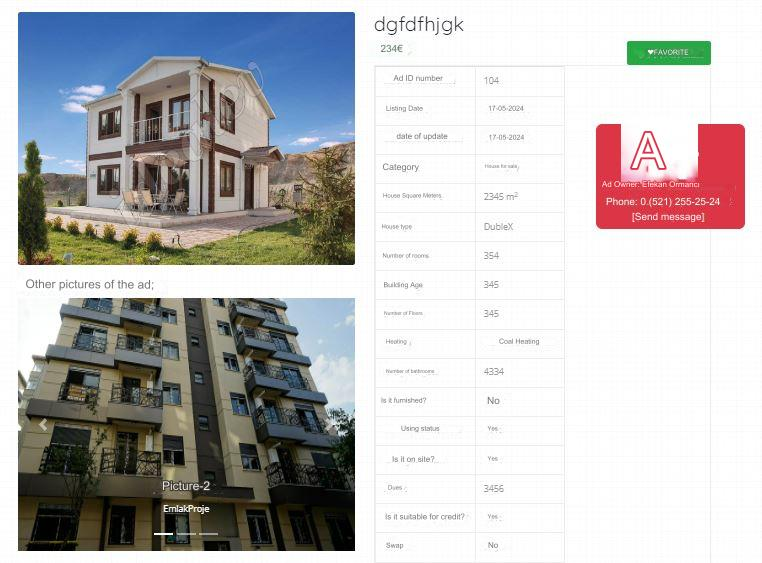 dgfdfhjgk
234€
❤FAVORITE
Ad ID number 104
Listing Date 17-05-2024
date of update 17-05-2024
Category House for sale
House Square Meters 2345 m²
House type DubleX
Number of rooms 354
Building Age 345
Number of Floors 345
Heating Coal Heating
Number of bathrooms 4334
Is it furnished? No
Using status Yes
Is it on site? Yes
Dues 3456
Is it suitable for credit? Yes
Swap No
A
Ad Owner: Efekan Ormancı
Phone: 0.(521) 255-25-24
[Send message]
Other pictures of the ad;
Picture-2
EmlakProje